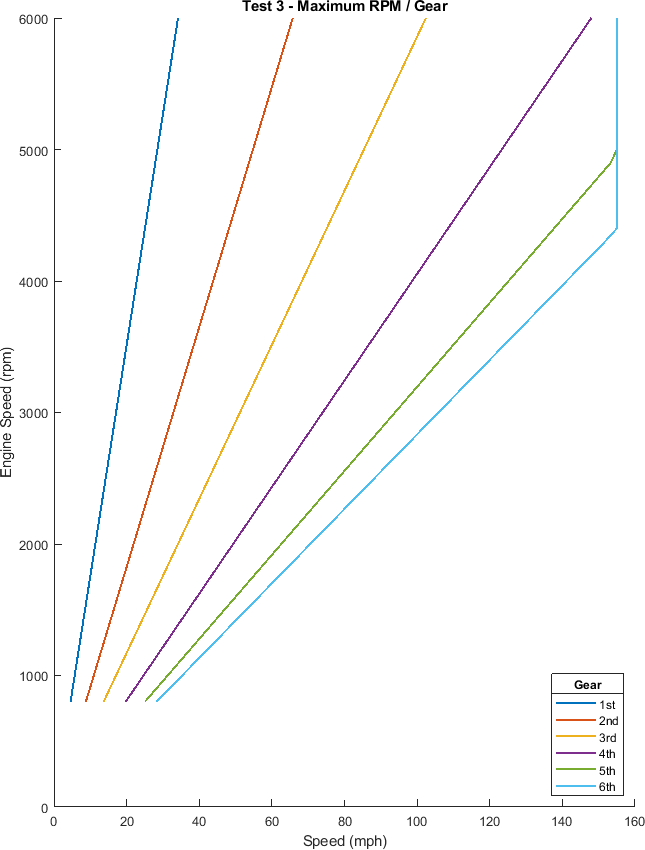 Test 3 - Maximum RPM / Gear
6000
5000
4000
3000
2000
1000
0
Engine Speed (rpm)
0 20 40 60 80 100 120 140 160
Speed (mph)
Gear
1st
2nd
3rd
4th
5th
6th